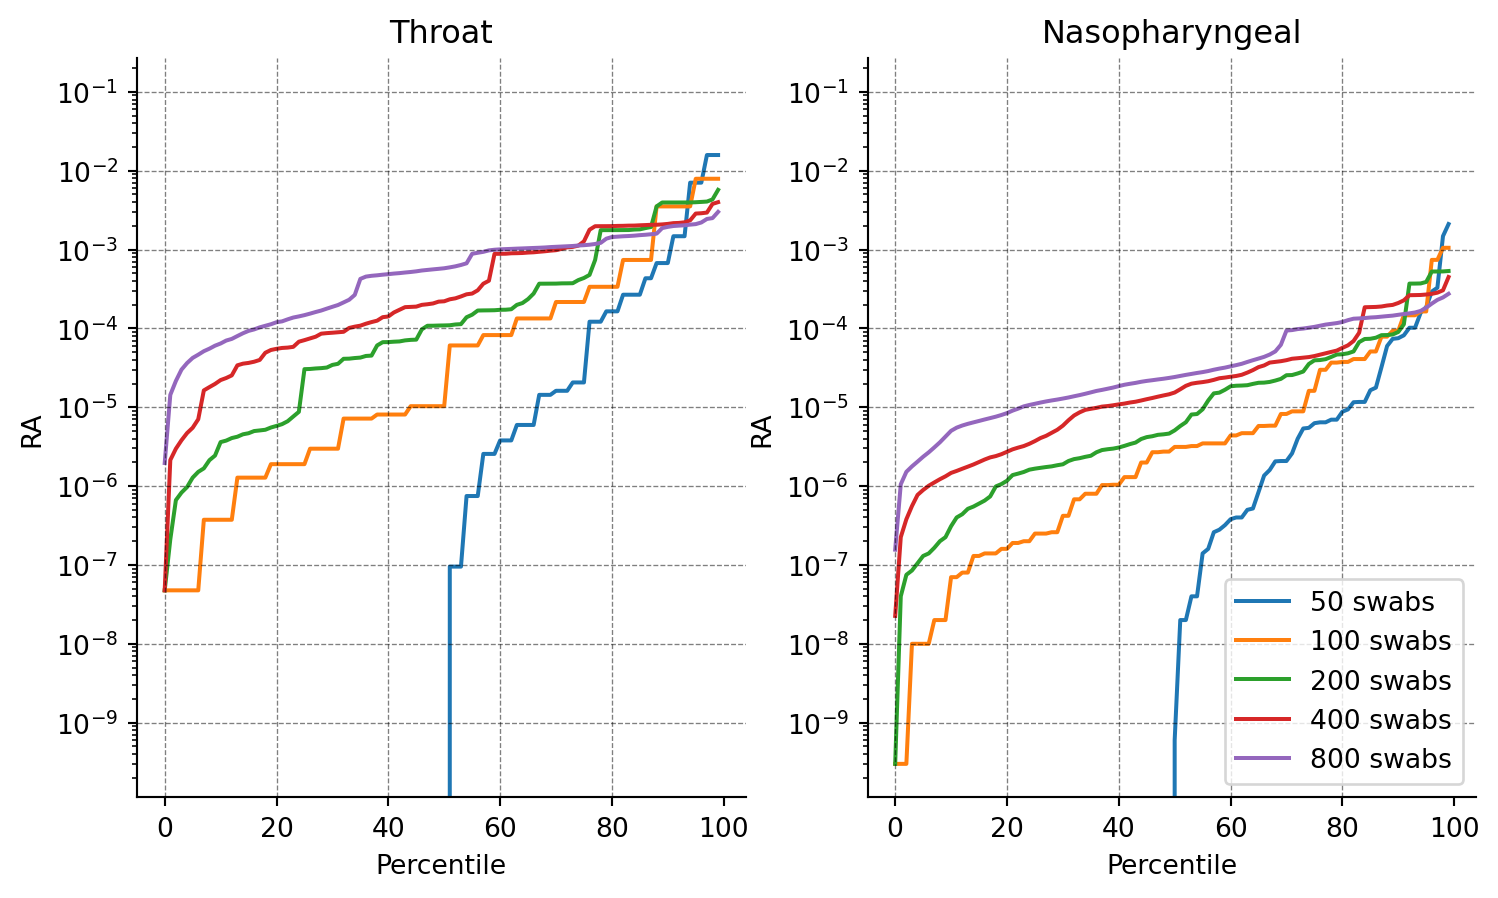 Throat
RA
10⁻¹
10⁻²
10⁻³
10⁻⁴
10⁻⁵
10⁻⁶
10⁻⁷
10⁻⁸
10⁻⁹
0 20 40 60 80 100
Percentile
Nasopharyngeal
RA
10⁻¹
10⁻²
10⁻³
10⁻⁴
10⁻⁵
10⁻⁶
10⁻⁷
10⁻⁸
10⁻⁹
50 swabs
100 swabs
200 swabs
400 swabs
800 swabs
0 20 40 60 80 100
Percentile